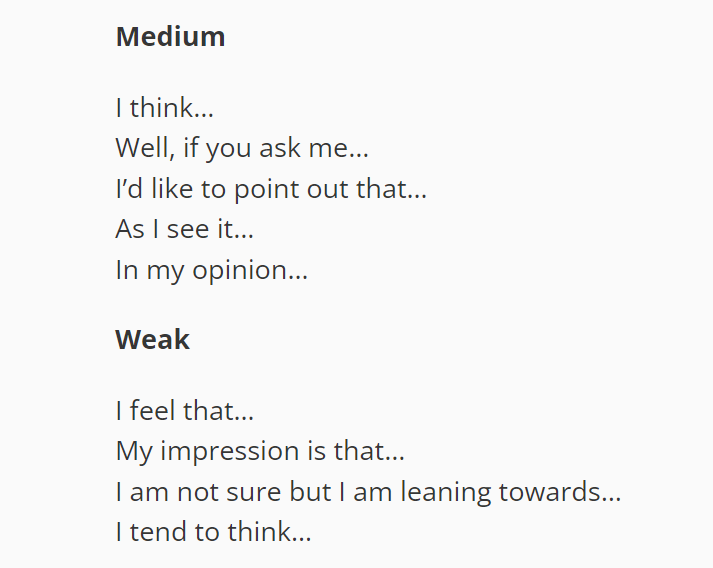 Medium
I think…
Well, if you ask me…
I’d like to point out that…
As I see it…
In my opinion…
Weak
I feel that…
My impression is that…
I am not sure but I am leaning towards…
I tend to think…